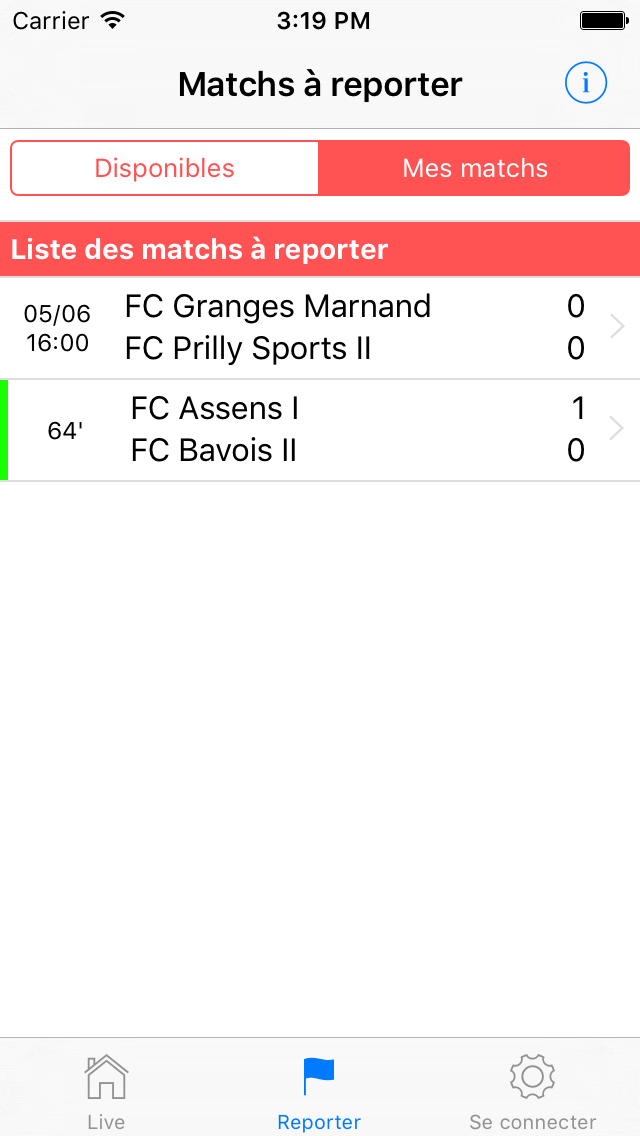 Carrier 3:19 PM
Matchs à reporter i
Disponibles Mes matchs
Liste des matchs à reporter
05/06 FC Granges Marnand 0
16:00 FC Prilly Sports II 0
64' FC Assens I 1
FC Bavois II 0
Live Reporter Se connecter